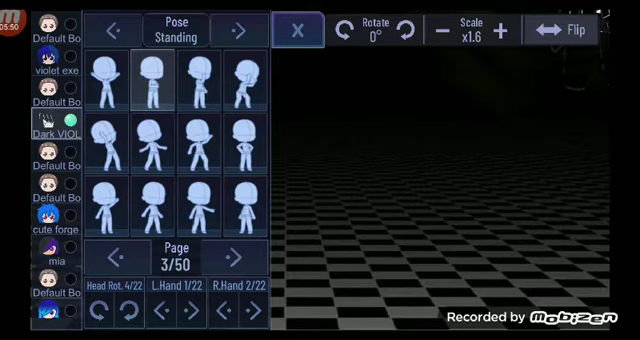 05:50
Default Bo
violet exe
Default Bo
Dark VIOL
Default Bo
Default Bo
cute forge
mia
Default Bo
Pose
Standing
Page
3/50
Head Rot. 4/22
L.Hand 1/22
R.Hand 2/22
X
Rotate
0°
Scale
x1.6
Flip
Recorded by Mobizen